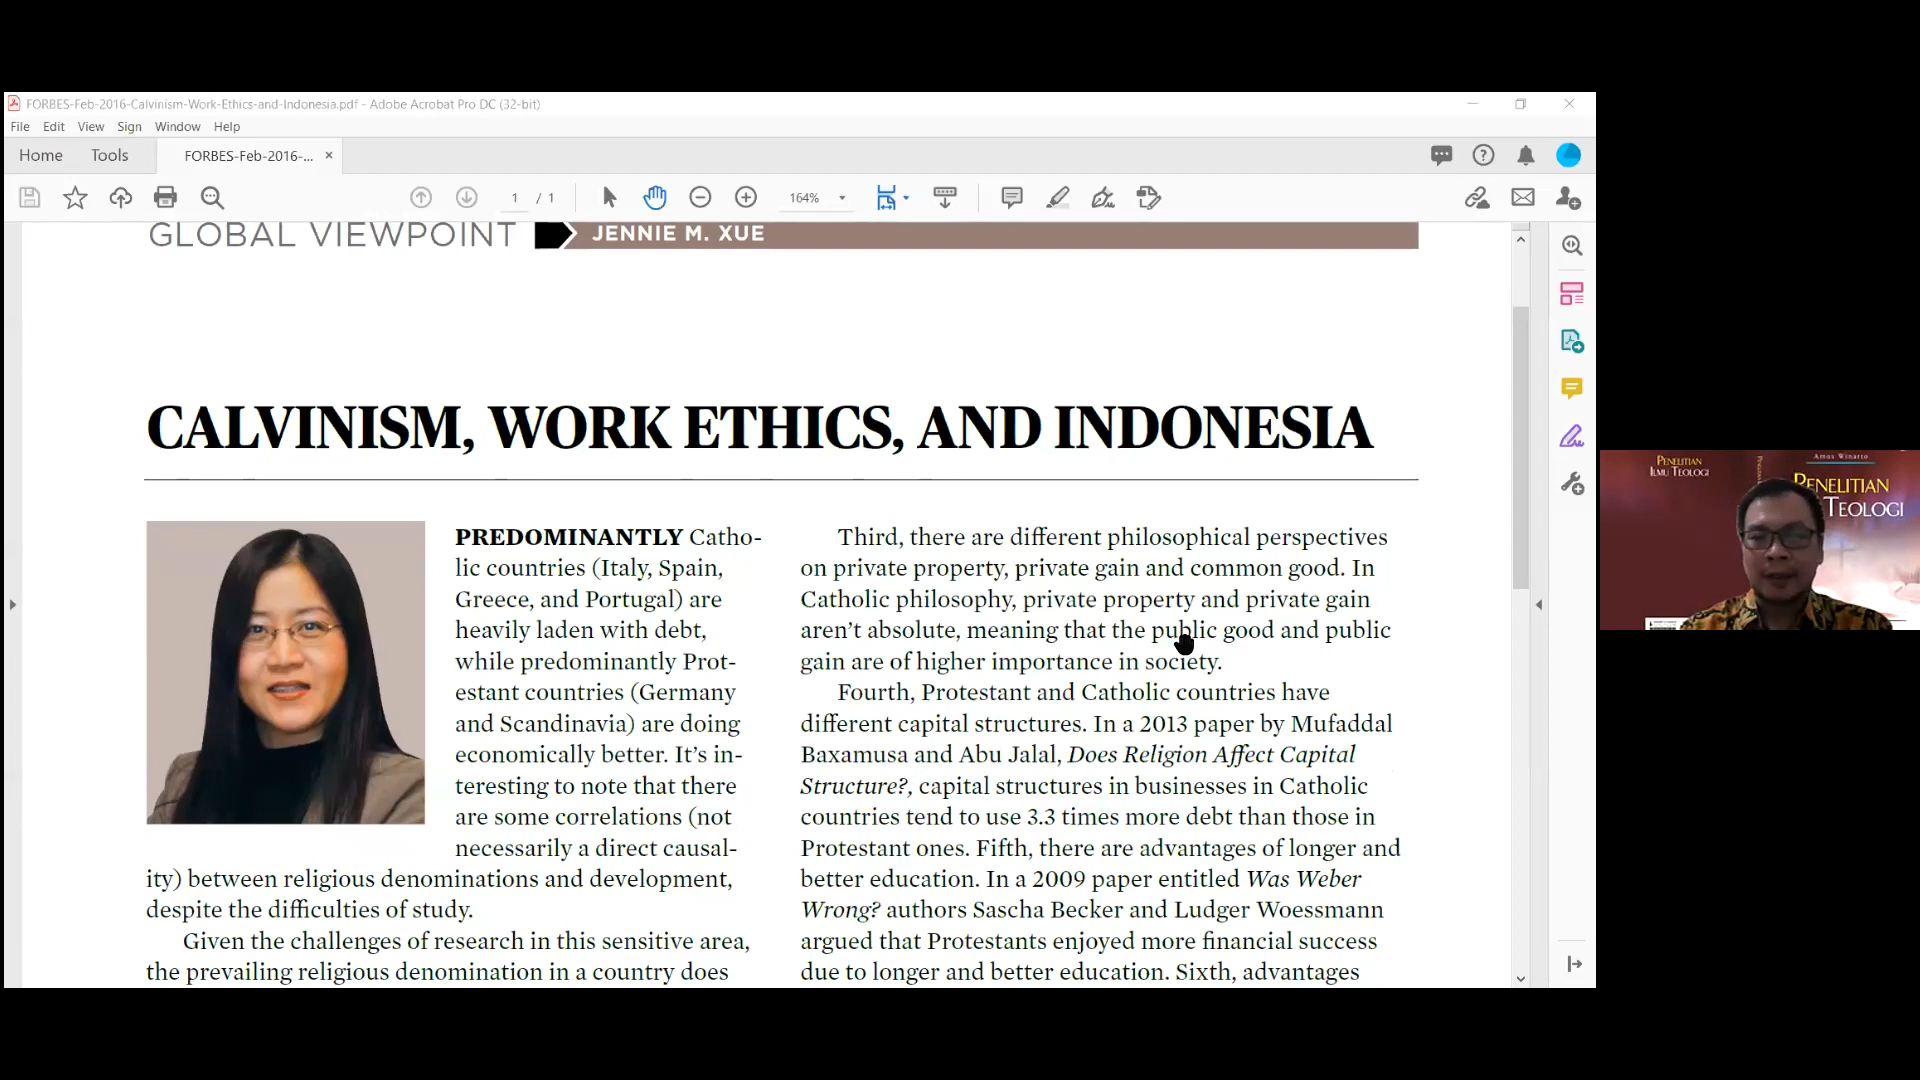 FORBES-Feb-2016-Calvinism-Work-Ethics-and-Indonesia.pdf - Adobe Acrobat Pro DC (32-bit)
File Edit View Sign Window Help
Home Tools FORBES-Feb-2016-... ×
1 / 1 164%
GLOBAL VIEWPOINT JENNIE M. XUE
CALVINISM, WORK ETHICS, AND INDONESIA
PREDOMINANTLY Catho-
lic countries (Italy, Spain,
Greece, and Portugal) are
heavily laden with debt,
while predominantly Prot-
estant countries (Germany
and Scandinavia) are doing
economically better. It’s in-
teresting to note that there
are some correlations (not
necessarily a direct causal-
ity) between religious denominations and development,
despite the difficulties of study.
Given the challenges of research in this sensitive area,
the prevailing religious denomination in a country does
Third, there are different philosophical perspectives
on private property, private gain and common good. In
Catholic philosophy, private property and private gain
aren’t absolute, meaning that the public good and public
gain are of higher importance in society.
Fourth, Protestant and Catholic countries have
different capital structures. In a 2013 paper by Mufaddal
Baxamusa and Abu Jalal, Does Religion Affect Capital
Structure?, capital structures in businesses in Catholic
countries tend to use 3.3 times more debt than those in
Protestant ones. Fifth, there are advantages of longer and
better education. In a 2009 paper entitled Was Weber
Wrong? authors Sascha Becker and Ludger Woessmann
argued that Protestants enjoyed more financial success
due to longer and better education. Sixth, advantages
PENELITIAN
ILMU TEOLOGI
Amos Winarto
PENELITIAN
TEOLOGI